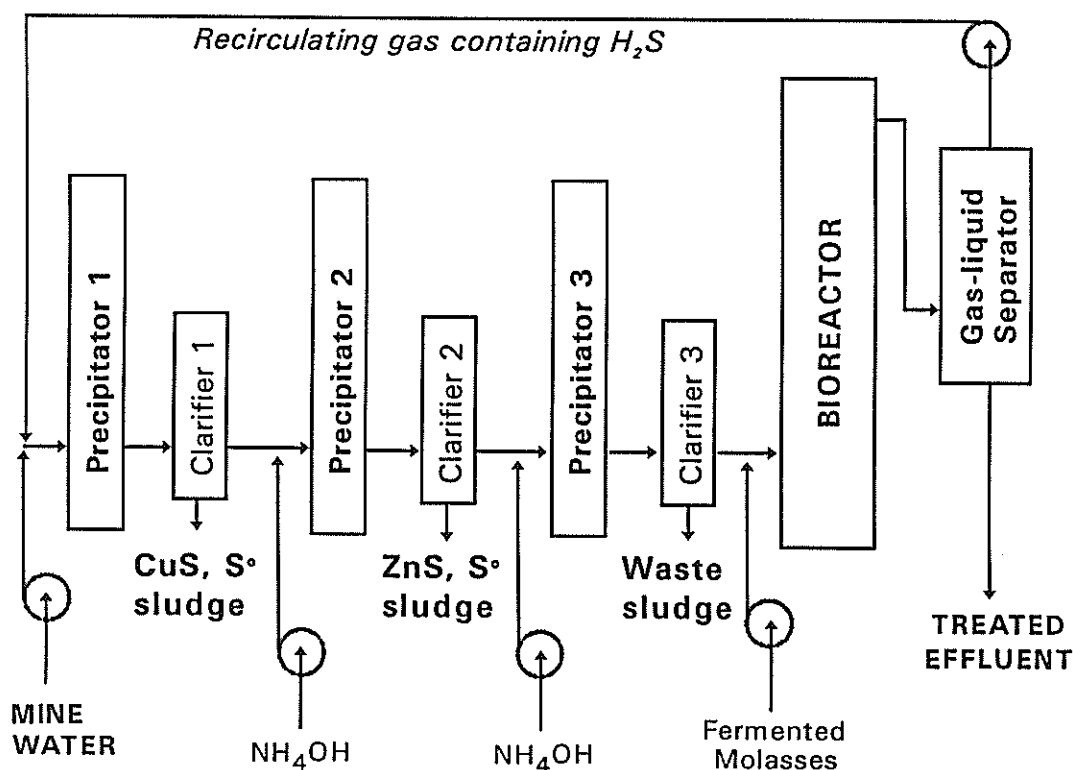 Recirculating gas containing H₂S
Precipitator 1
Clarifier 1
Precipitator 2
Clarifier 2
Precipitator 3
Clarifier 3
BIOREACTOR
Gas-liquid
Separator
CuS, S°
sludge
ZnS, S°
sludge
Waste
sludge
TREATED
EFFLUENT
MINE
WATER
NH₄OH
NH₄OH
Fermented
Molasses